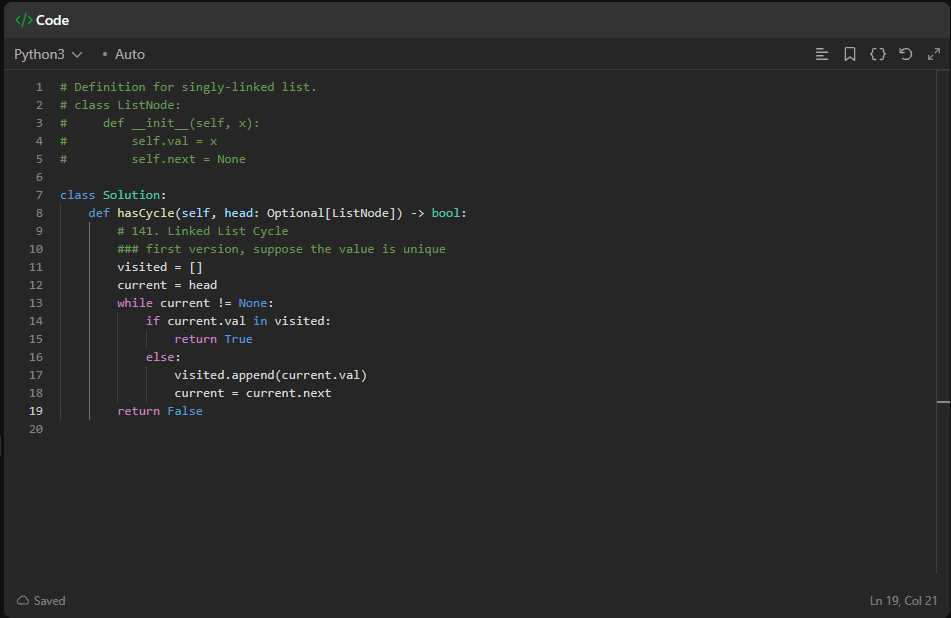 </> Code
Python3 • Auto
1 # Definition for singly-linked list.
2 # class ListNode:
3 #     def __init__(self, x):
4 #         self.val = x
5 #         self.next = None
6
7 class Solution:
8     def hasCycle(self, head: Optional[ListNode]) -> bool:
9         # 141. Linked List Cycle
10         ### first version, suppose the value is unique
11         visited = []
12         current = head
13         while current != None:
14             if current.val in visited:
15                 return True
16             else:
17                 visited.append(current.val)
18                 current = current.next
19         return False
20
Saved
Ln 19, Col 21